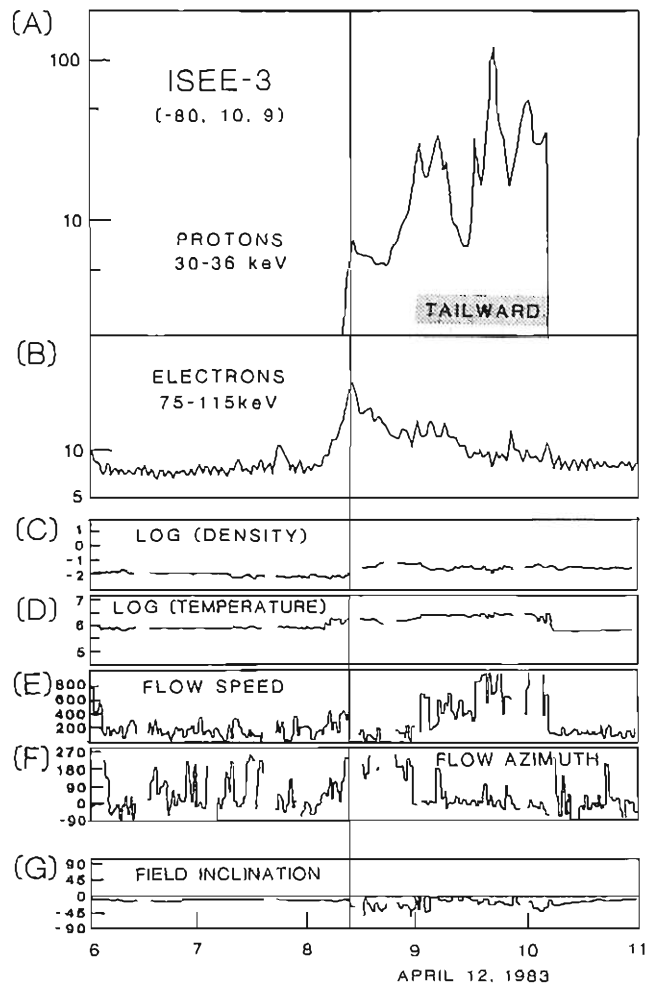 (A)
100
ISEE-3
(-80, 10, 9)
10
PROTONS
30-36 keV
TAILWARD
(B)
ELECTRONS
75-115keV
10
5
(C)
1
0
-1
-2
LOG (DENSITY)
(D)
7
6
5
LOG (TEMPERATURE)
(E)
800
600
400
200
FLOW SPEED
(F)
270
180
90
0
-90
FLOW AZIMUTH
(G)
90
45
0
-45
-90
FIELD INCLINATION
6 7 8 9 10 11
APRIL 12, 1983